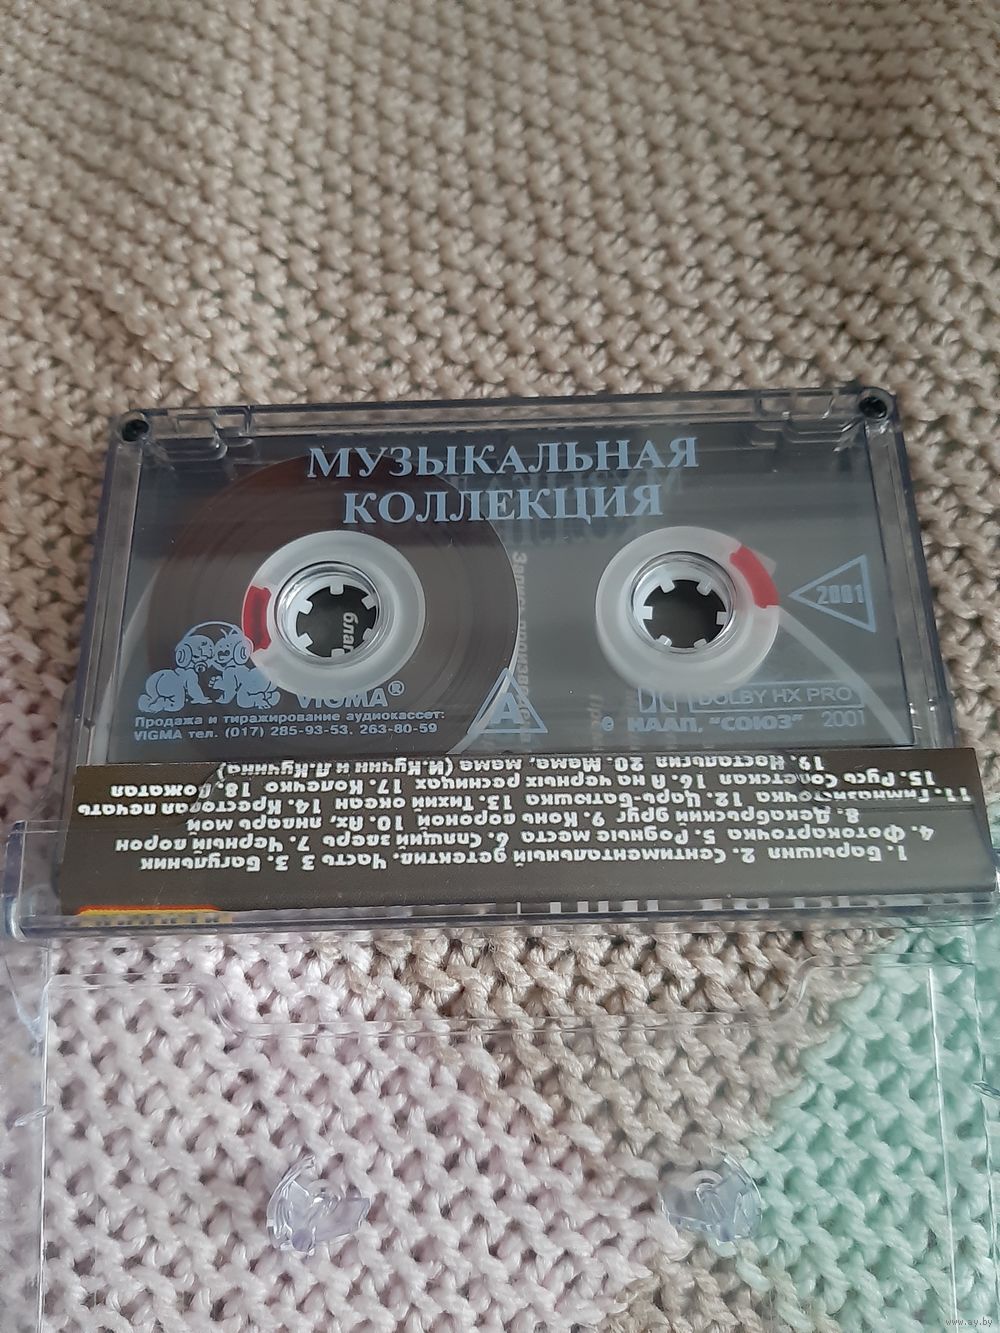 МУЗЫКАЛЬНАЯ
КОЛЛЕКЦИЯ
2001
VIGMA®
DOLBY HX PRO
Продажа и тиражирование аудиокассет:
VIGMA тел. (017) 285-93-53, 263-80-59
A
НААП, "СОЮЗ" 2001
1. Барышня 2. Сентиментальный детектив. Часть 3 3. Багульник
4. Фотокарточка 5. Родные места 6. Спящий зверь 7. Черный ворон
8. Декабрьский друг 9. Конь вороной 10. Ах, январь мой
11. Гимназисточка 12. Царь-Батюшка 13. Тихий океан 14. Крестовая печать
15. Русь Советская 16. Я на черных ресницах 17. Колечко 18. Вожатая
19. Ностальгия 20. Мама, мама (И.Кучин и Л.Кучина)
www.ay.by